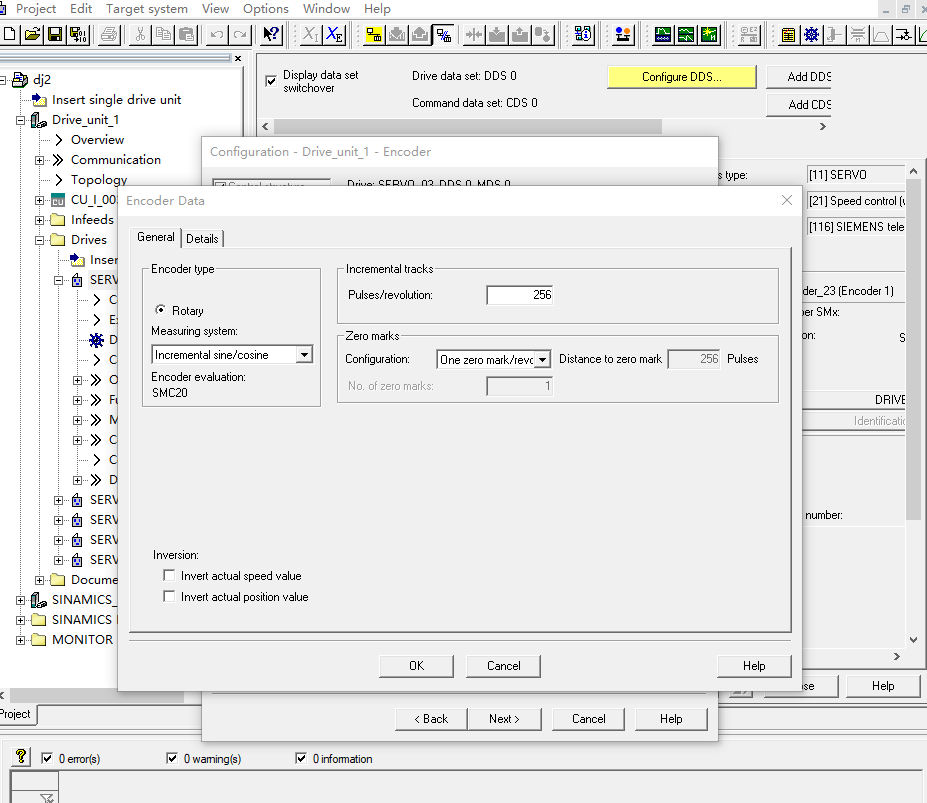 Project Edit Target system View Options Window Help
dj2
Insert single drive unit
Drive_unit_1
Overview
Communication
Topology
CU_I_00
Infeeds
Drives
Inser
SERV
SERV
SERV
SERV
SERV
Docume
SINAMICS_
SINAMICS
MONITOR
Project
Display data set
switchover
Drive data set: DDS 0
Command data set: CDS 0
Configure DDS...
Add DDS
Add CDS
s type:
[11] SERVO
[21] Speed control (
[116] SIEMENS tele
der_23 (Encoder 1)
per SMx:
on:
S
DRIVE
Identificatio
number:
Configuration - Drive_unit_1 - Encoder
Control structure
Drive: SERVO_03, DDS 0, MDS 0
Encoder Data
General
Details
Encoder type
Rotary
Measuring system:
Incremental sine/cosine
Encoder evaluation:
SMC20
Incremental tracks
Pulses/revolution:
256
Zero marks
Configuration:
One zero mark/revo
Distance to zero mark
256
Pulses
No. of zero marks:
1
Inversion:
Invert actual speed value
Invert actual position value
OK
Cancel
Help
ose
Help
< Back
Next >
Cancel
Help
0 error(s)
0 warning(s)
0 information